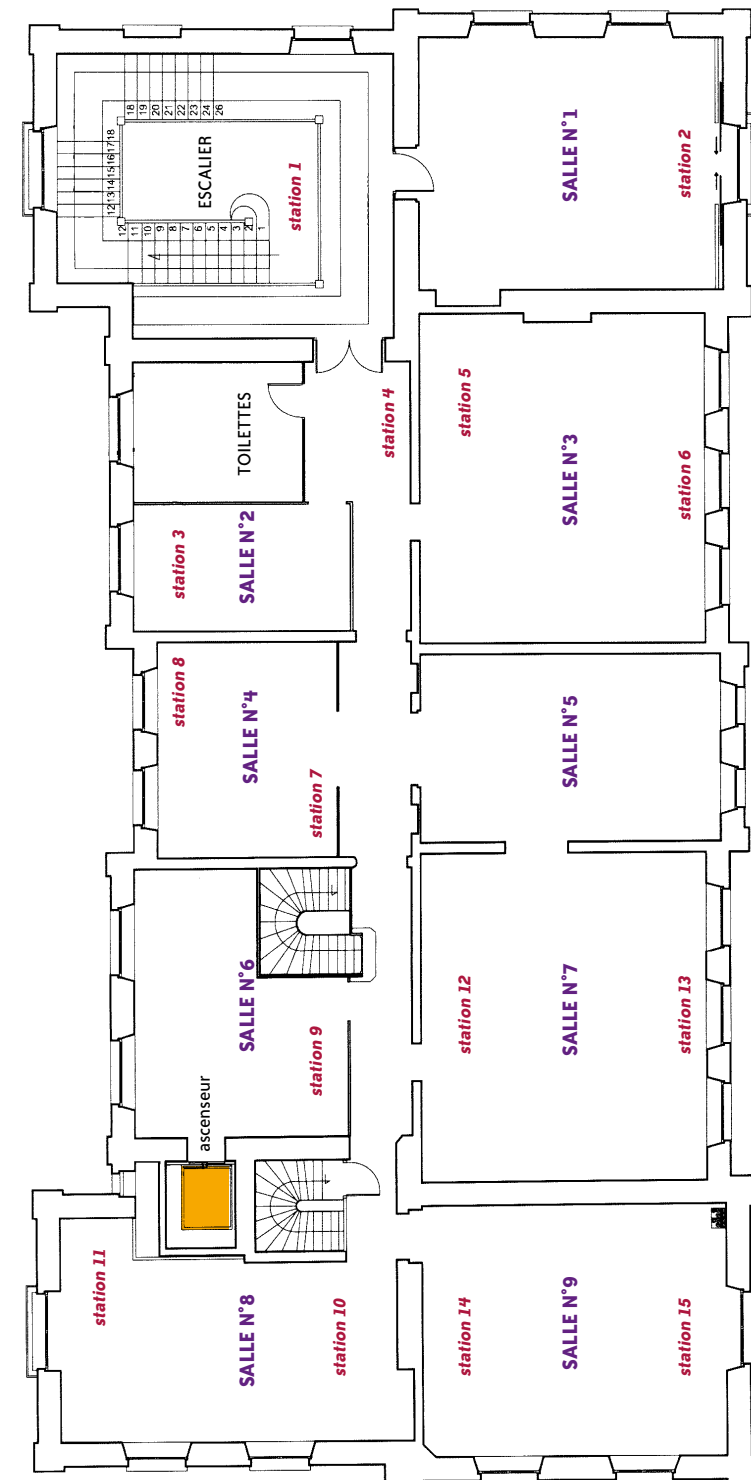 18
19
20
21
22
23
24
26
12 13 14 15 16 17 18
12
11
10
9
8
7
6
5
4
3
2
1
ESCALIER
station 1
SALLE N°1
station 2
TOILETTES
station 4
station 3
SALLE N°2
station 5
SALLE N°3
station 6
station 8
SALLE N°4
station 7
SALLE N°5
SALLE N°6
station 9
ascenseur
station 12
SALLE N°7
station 13
station 11
SALLE N°8
station 10
station 14
SALLE N°9
station 15